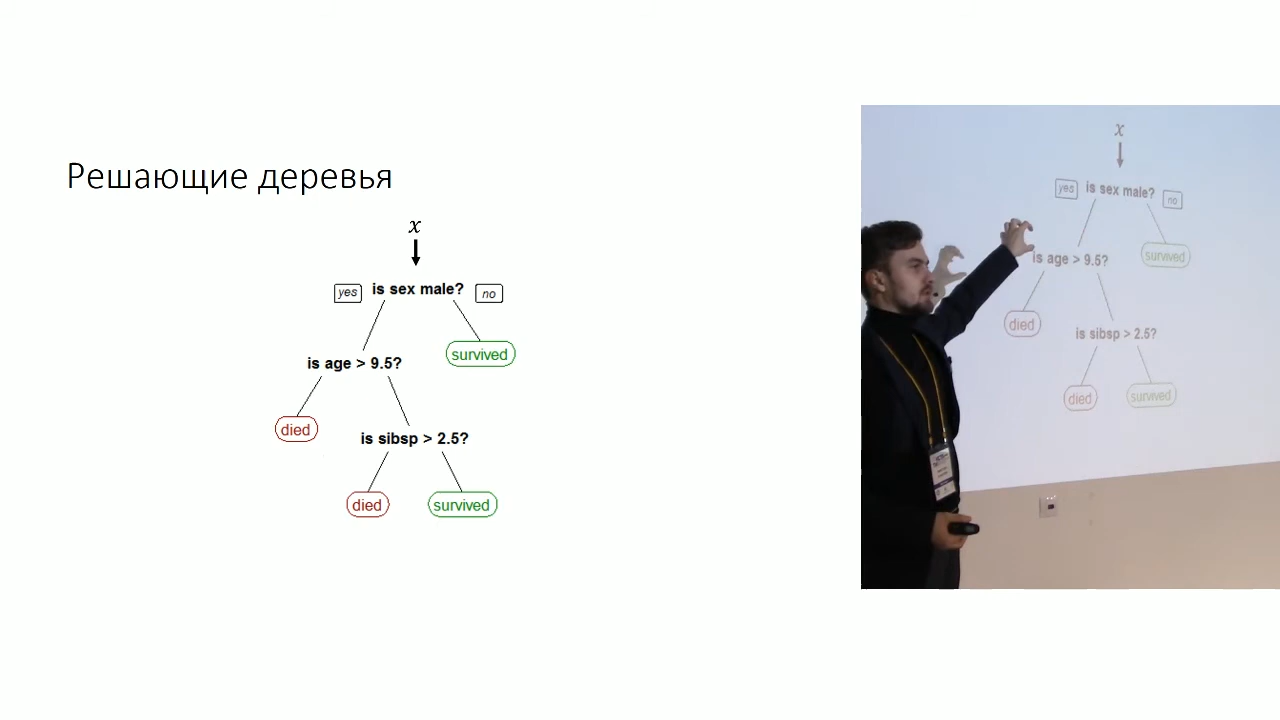 Решающие деревья
x
yes is sex male? no
is age > 9.5? survived
died is sibsp > 2.5?
died survived
x
yes is sex male? no
is age > 9.5? survived
died is sibsp > 2.5?
died survived